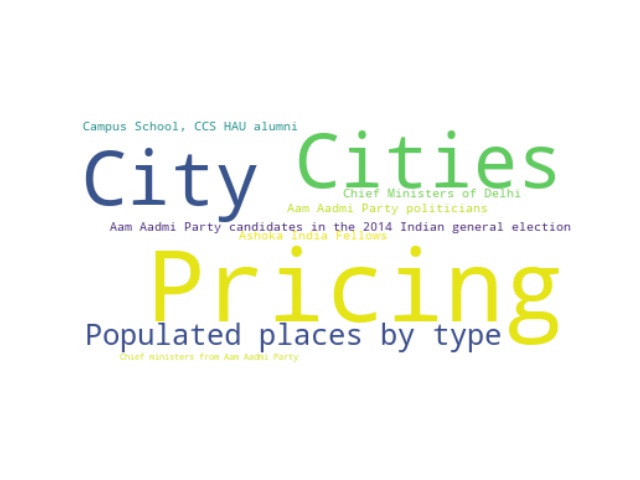 Campus School, CCS HAU alumni
City
Cities
Chief Ministers of Delhi
Aam Aadmi Party politicians
Aam Aadmi Party candidates in the 2014 Indian general election
Ashoka India Fellows
Pricing
Populated places by type
Chief ministers from Aam Aadmi Party